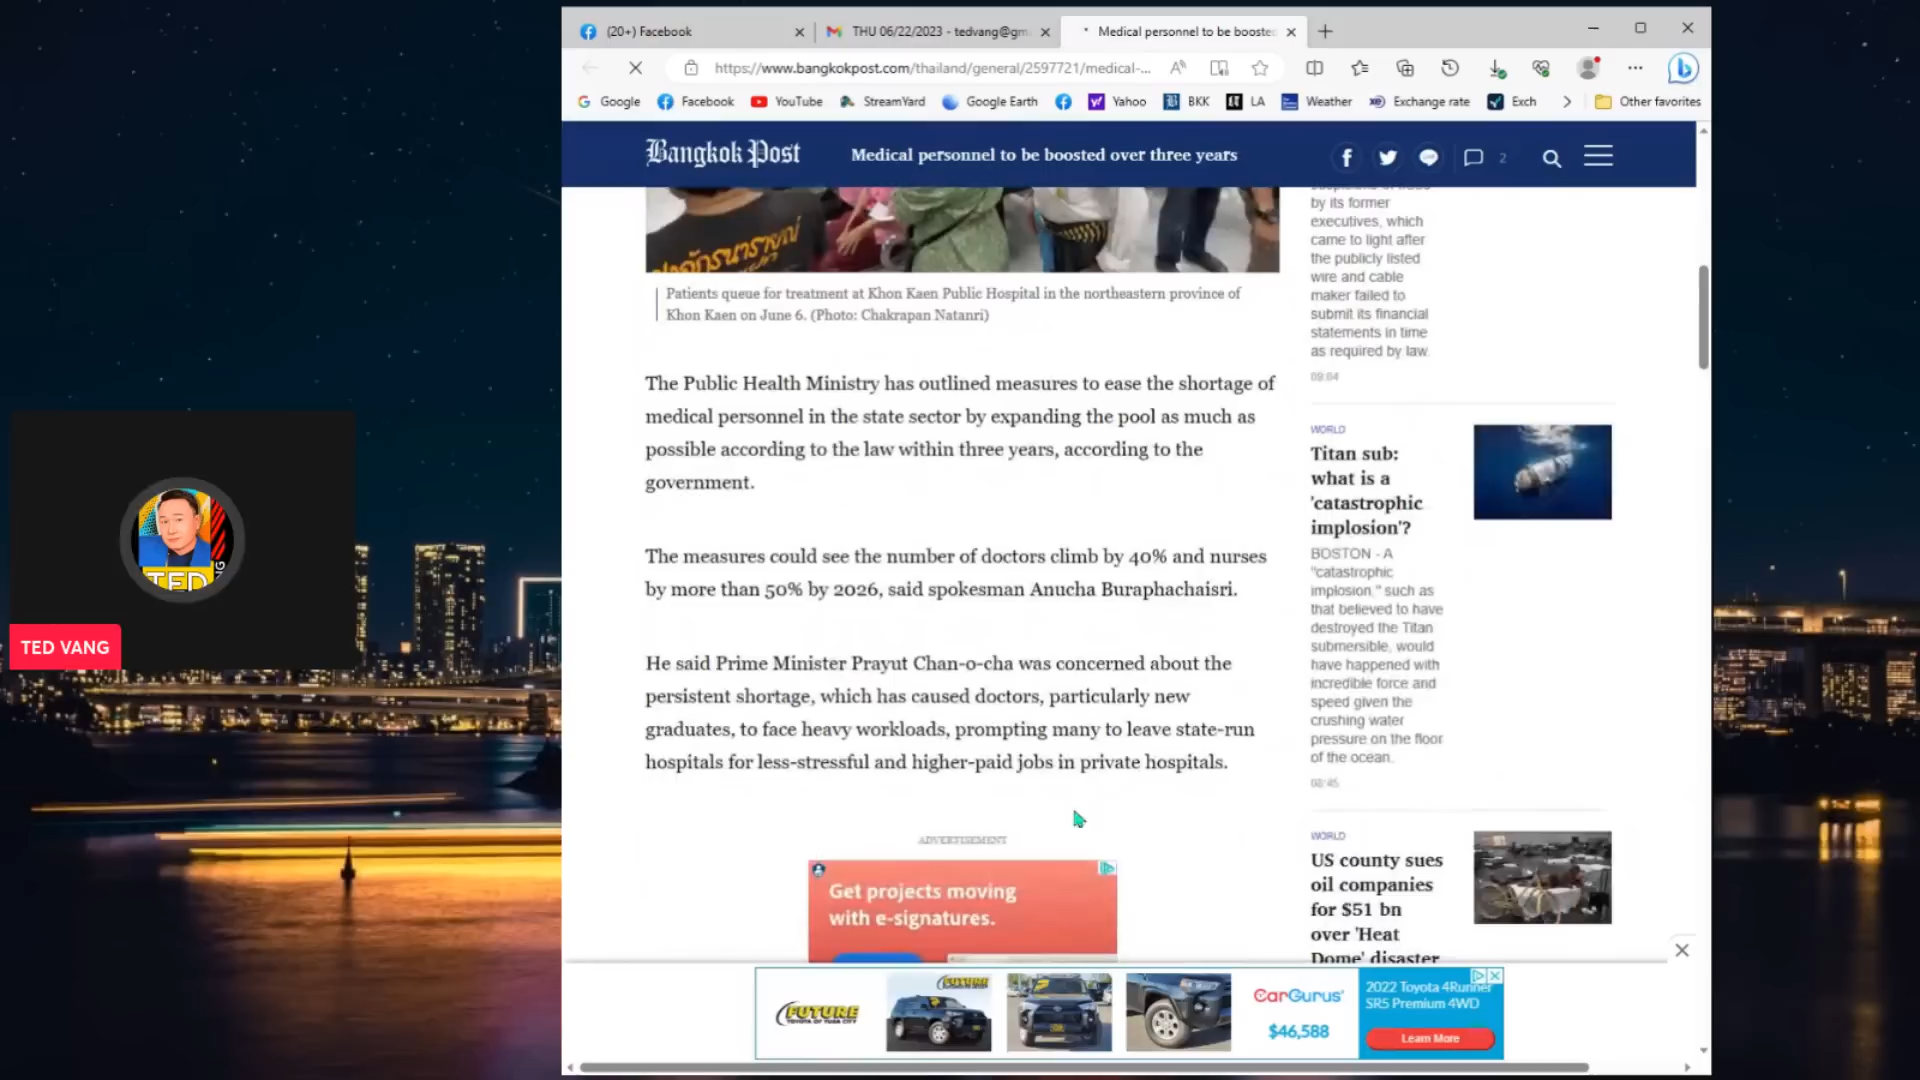 (20+) Facebook
THU 06/22/2023 - tedvang@gm
Medical personnel to be booste
https://www.bangkokpost.com/thailand/general/2597721/medical-...
Google
Facebook
YouTube
StreamYard
Google Earth
Yahoo
BKK
LA
Weather
Exchange rate
Exch
Other favorites
Bangkok Post
Medical personnel to be boosted over three years
2
Patients queue for treatment at Khon Kaen Public Hospital in the northeastern province of
Khon Kaen on June 6. (Photo: Chakrapan Natanri)
The Public Health Ministry has outlined measures to ease the shortage of
medical personnel in the state sector by expanding the pool as much as
possible according to the law within three years, according to the
government.
The measures could see the number of doctors climb by 40% and nurses
by more than 50% by 2026, said spokesman Anucha Buraphachaisri.
He said Prime Minister Prayut Chan-o-cha was concerned about the
persistent shortage, which has caused doctors, particularly new
graduates, to face heavy workloads, prompting many to leave state-run
hospitals for less-stressful and higher-paid jobs in private hospitals.
ADVERTISEMENT
Get projects moving
with e-signatures.
by its former
executives, which
came to light after
the publicly listed
wire and cable
maker failed to
submit its financial
statements in time
as required by law.
09:04
WORLD
Titan sub:
what is a
'catastrophic
implosion'?
BOSTON - A
"catastrophic
implosion," such as
that believed to have
destroyed the Titan
submersible, would
have happened with
incredible force and
speed given the
crushing water
pressure on the floor
of the ocean.
08:45
WORLD
US county sues
oil companies
for $51 bn
over 'Heat
Dome' disaster
FUTURE
TOYOTA OF YUBA CITY
FUTURE
CarGurus
$46,588
2022 Toyota 4Runner
SR5 Premium 4WD
Learn More
TED
TED VANG